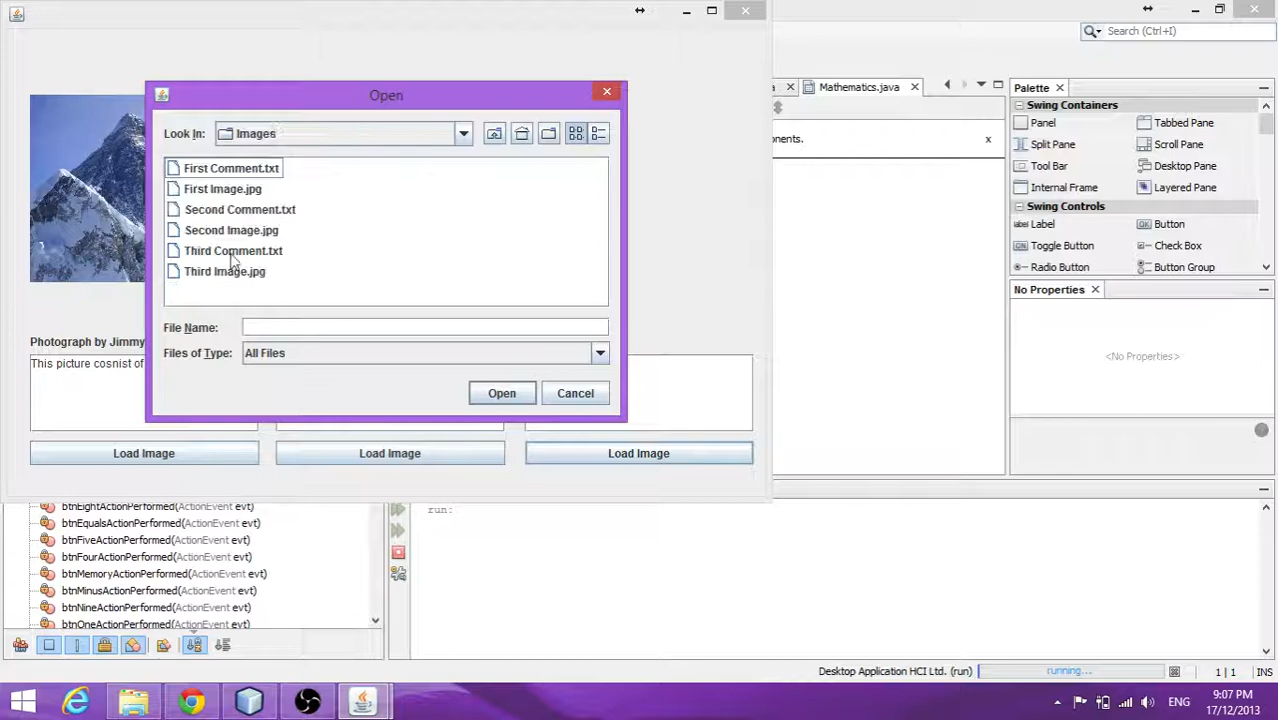 Search (Ctrl+I)
Open
Mathematics.java
Palette
Swing Containers
Panel
Tabbed Pane
Look In:
Images
onents.
x
Split Pane
Scroll Pane
Tool Bar
Desktop Pane
First Comment.txt
Internal Frame
Layered Pane
First Image.jpg
Swing Controls
Second Comment.txt
Label
Button
Second Image.jpg
Toggle Button
Check Box
Third Comment.txt
Radio Button
Button Group
Third Image.jpg
No Properties
File Name:
Photograph by Jimmy
Files of Type:
All Files
<No Properties>
This picture cosnist of
Open
Cancel
Load Image
Load Image
Load Image
btnEightActionPerformed(ActionEvent evt)
run:
btnEqualsActionPerformed(ActionEvent evt)
btnFiveActionPerformed(ActionEvent evt)
btnFourActionPerformed(ActionEvent evt)
btnMemoryActionPerformed(ActionEvent evt)
btnMinusActionPerformed(ActionEvent evt)
btnNineActionPerformed(ActionEvent evt)
btnOneActionPerformed(ActionEvent evt)
Desktop Application HCI Ltd. (run)
running...
1 | 1
INS
ENG
9:07 PM
17/12/2013